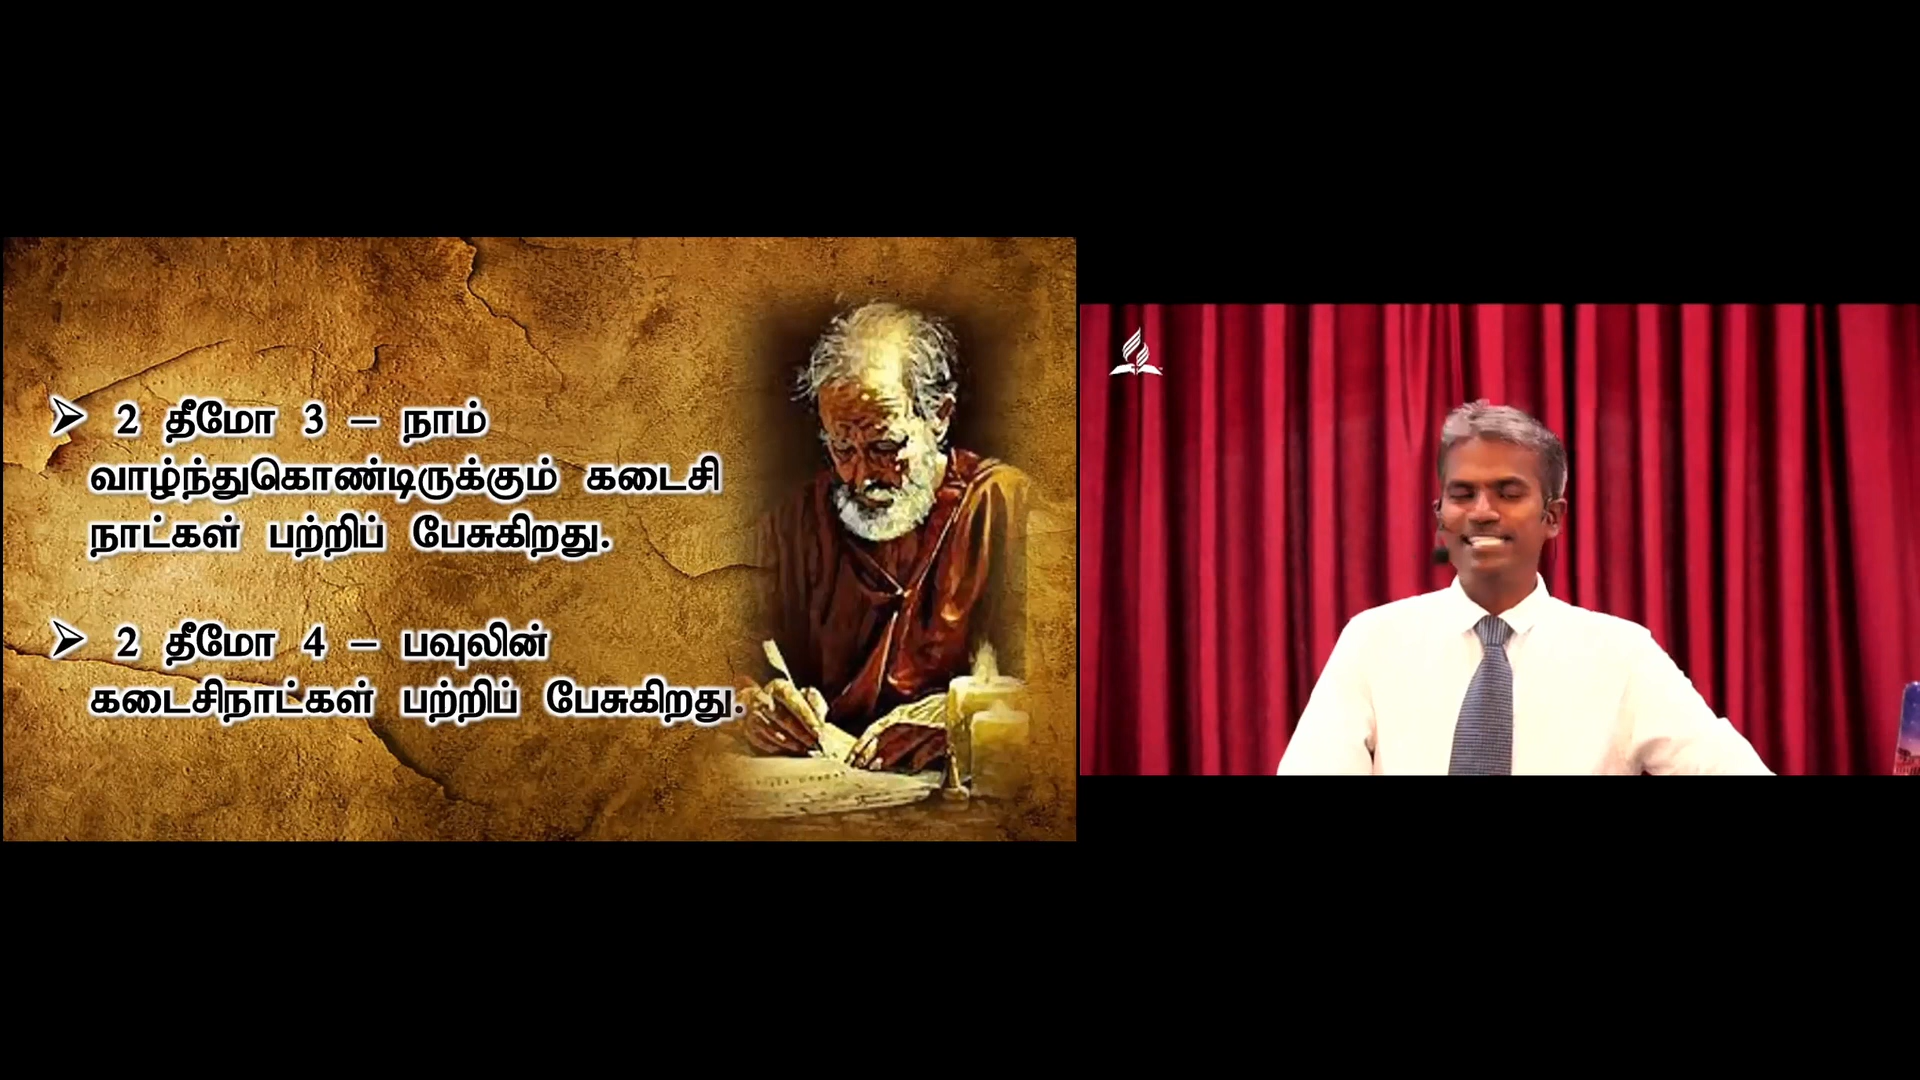 ➢ 2 தீமோ 3 – நாம்
வாழ்ந்துகொண்டிருக்கும் கடைசி
நாட்கள் பற்றிப் பேசுகிறது.
➢ 2 தீமோ 4 – பவுலின்
கடைசிநாட்கள் பற்றிப் பேசுகிறது.